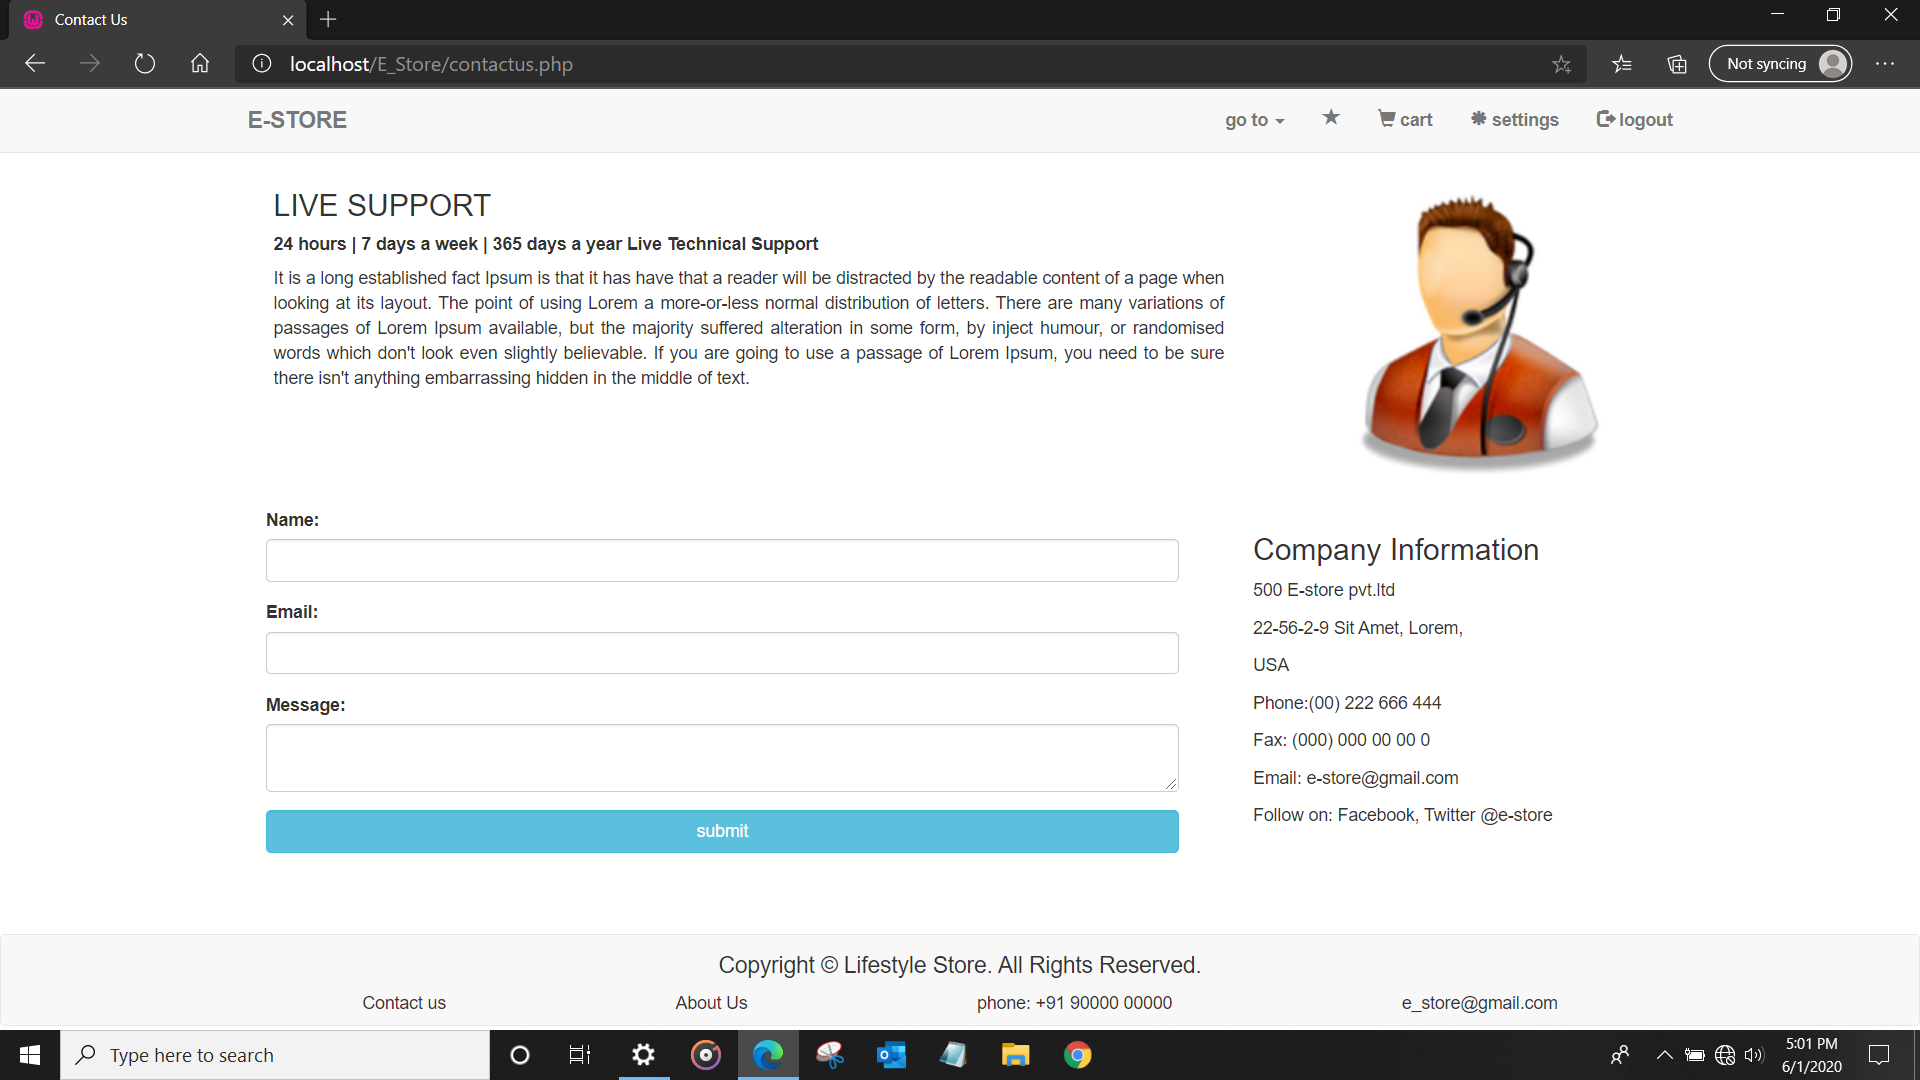 Contact Us
localhost/E_Store/contactus.php
Not syncing
E-STORE
go to
cart
settings
logout
LIVE SUPPORT
24 hours | 7 days a week | 365 days a year Live Technical Support
It is a long established fact Ipsum is that it has have that a reader will be distracted by the readable content of a page when
looking at its layout. The point of using Lorem a more-or-less normal distribution of letters. There are many variations of
passages of Lorem Ipsum available, but the majority suffered alteration in some form, by inject humour, or randomised
words which don't look even slightly believable. If you are going to use a passage of Lorem Ipsum, you need to be sure
there isn't anything embarrassing hidden in the middle of text.
Name:
Email:
Message:
submit
Company Information
500 E-store pvt.ltd
22-56-2-9 Sit Amet, Lorem,
USA
Phone:(00) 222 666 444
Fax: (000) 000 00 00 0
Email: e-store@gmail.com
Follow on: Facebook, Twitter @e-store
Copyright © Lifestyle Store. All Rights Reserved.
Contact us
About Us
phone: +91 90000 00000
e_store@gmail.com
Type here to search
5:01 PM
6/1/2020